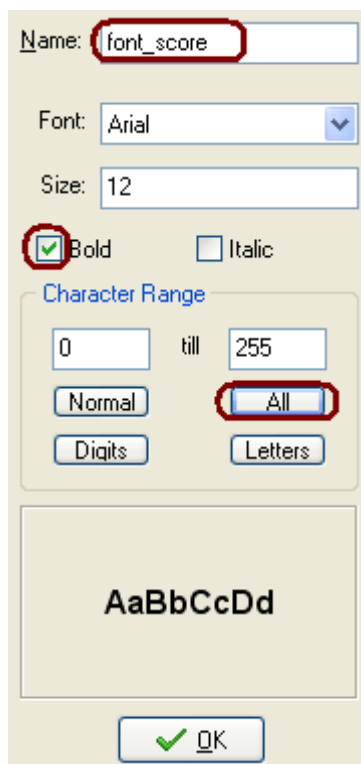 Name: font_score
Font: Arial
Size: 12
Bold Italic
Character Range
0 till 255
Normal All
Digits Letters
AaBbCcDd
OK